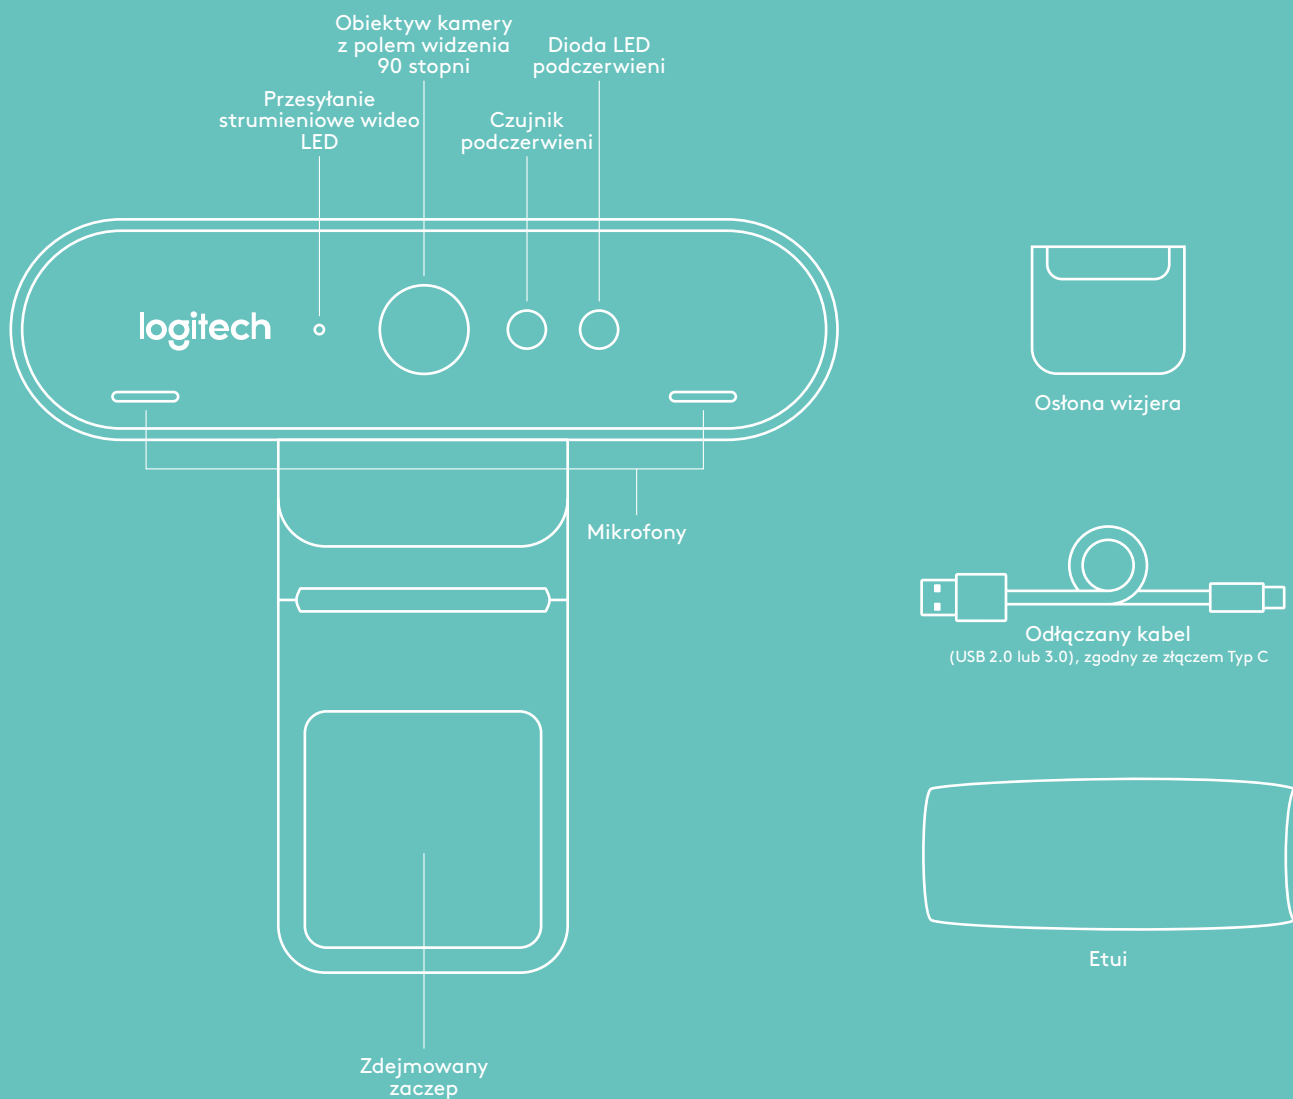 Obiektyw kamery
z polem widzenia
90 stopni
Dioda LED
podczerwieni
Przesyłanie
strumieniowe wideo
LED
Czujnik
podczerwieni
logitech
Osłona wizjera
Mikrofony
Odłączany kabel
(USB 2.0 lub 3.0), zgodny ze złączem Typ C
Etui
Zdejmowany
zaczep